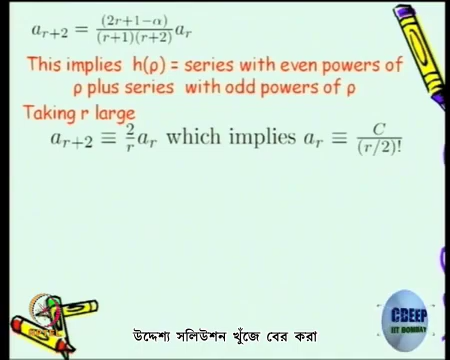 a_{r+2} = \frac{(2r+1-α)}{(r+1)(r+2)} a_r
This implies h(ρ) = series with even powers of
ρ plus series with odd powers of ρ
Taking r large
a_{r+2} ≡ \frac{2}{r} a_r which implies a_r ≡ \frac{C}{(r/2)!}
CDEEP
IIT BOMBAY
উদ্দেশ্য সলিউশন খুঁজে বের করা